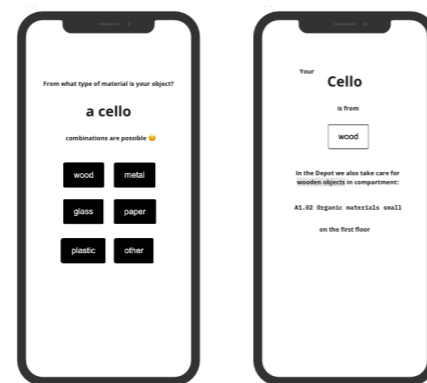 From what type of material is your object?
a cello
combinations are possible 😊
wood metal
glass paper
plastic other
Your
Cello
is from
wood
In the Depot we also take care for
wooden objects in compartment:
A1.02 Organic materials small
on the first floor